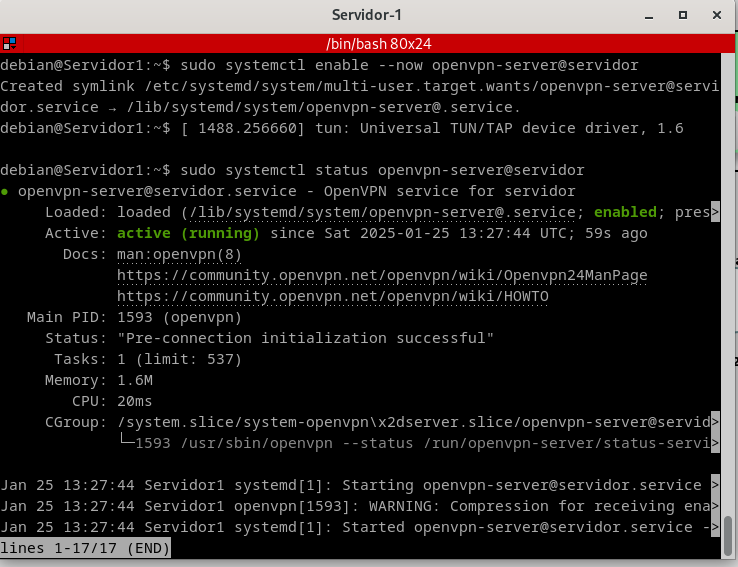 Servidor-1
/bin/bash 80x24
debian@Servidor1:~$ sudo systemctl enable --now openvpn-server@servidor
Created symlink /etc/systemd/system/multi-user.target.wants/openvpn-server@servi
dor.service → /lib/systemd/system/openvpn-server@.service.
debian@Servidor1:~$ [ 1488.256660] tun: Universal TUN/TAP device driver, 1.6
debian@Servidor1:~$ sudo systemctl status openvpn-server@servidor
● openvpn-server@servidor.service - OpenVPN service for servidor
Loaded: loaded (/lib/systemd/system/openvpn-server@.service; enabled; pres>
Active: active (running) since Sat 2025-01-25 13:27:44 UTC; 59s ago
Docs: man:openvpn(8)
https://community.openvpn.net/openvpn/wiki/Openvpn24ManPage
https://community.openvpn.net/openvpn/wiki/HOWTO
Main PID: 1593 (openvpn)
Status: "Pre-connection initialization successful"
Tasks: 1 (limit: 537)
Memory: 1.6M
CPU: 20ms
CGroup: /system.slice/system-openvpn\x2dserver.slice/openvpn-server@servid>
└─1593 /usr/sbin/openvpn --status /run/openvpn-server/status-servi>
Jan 25 13:27:44 Servidor1 systemd[1]: Starting openvpn-server@servidor.service >
Jan 25 13:27:44 Servidor1 openvpn[1593]: WARNING: Compression for receiving ena>
Jan 25 13:27:44 Servidor1 systemd[1]: Started openvpn-server@servidor.service ->
lines 1-17/17 (END)